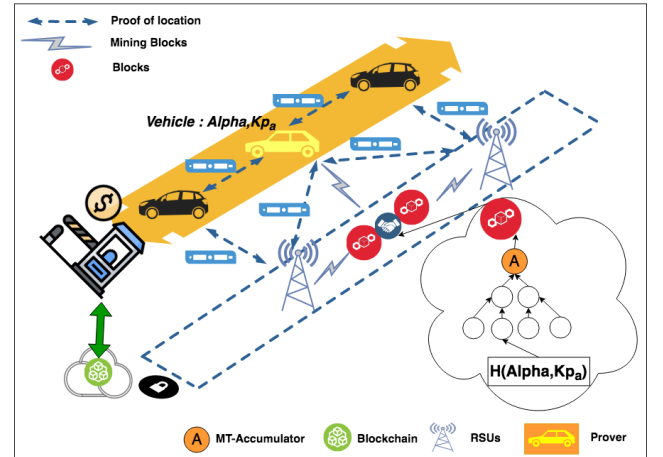 Proof of location
Mining Blocks
Blocks
Vehicle : Alpha,Kpₐ
$
A
H(Alpha,Kpₐ)
A MT-Accumulator
Blockchain
RSUs
Prover